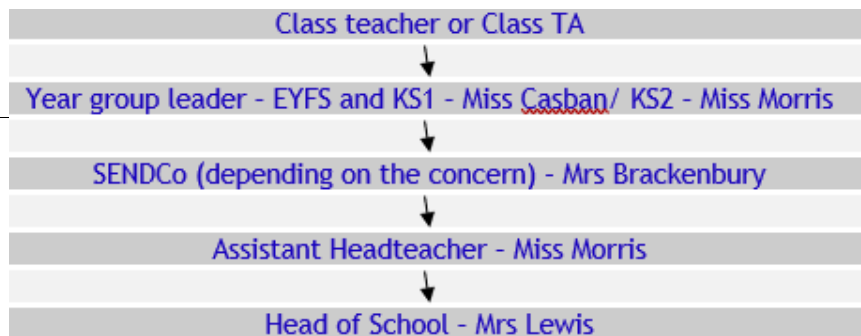 Class teacher or Class TA
Year group leader - EYFS and KS1 - Miss Casban/ KS2 - Miss Morris
SENDCo (depending on the concern) - Mrs Brackenbury
Assistant Headteacher - Miss Morris
Head of School - Mrs Lewis